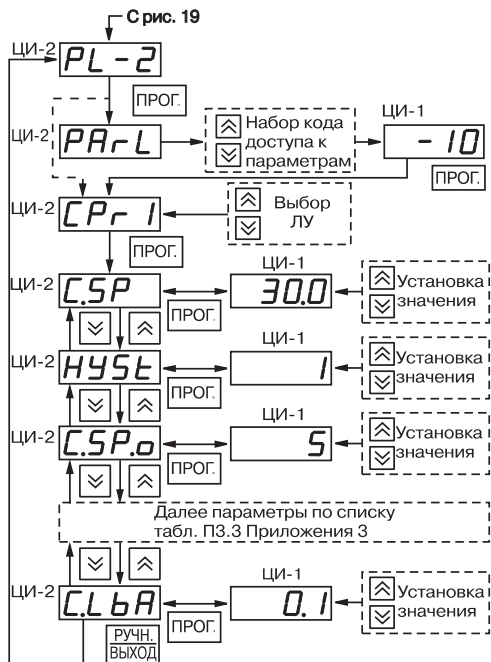 С рис. 19
ЦИ-2
PL-2
ПРОГ.
ЦИ-1
ЦИ-2
PArL
Набор кода
доступа к
параметрам
-10
ПРОГ.
ЦИ-2
CPr1
Выбор
ЛУ
ПРОГ.
ЦИ-2
C.SP
ПРОГ.
ЦИ-1
30.0
Установка
значения
ЦИ-2
HYSt
ПРОГ.
ЦИ-1
1
Установка
значения
ЦИ-2
C.SP.o
ПРОГ.
ЦИ-1
5
Установка
значения
Далее параметры по списку
табл. П3.3 Приложения 3
ЦИ-2
C.LbA
ПРОГ.
ЦИ-1
0.1
Установка
значения
РУЧН.
ВЫХОД